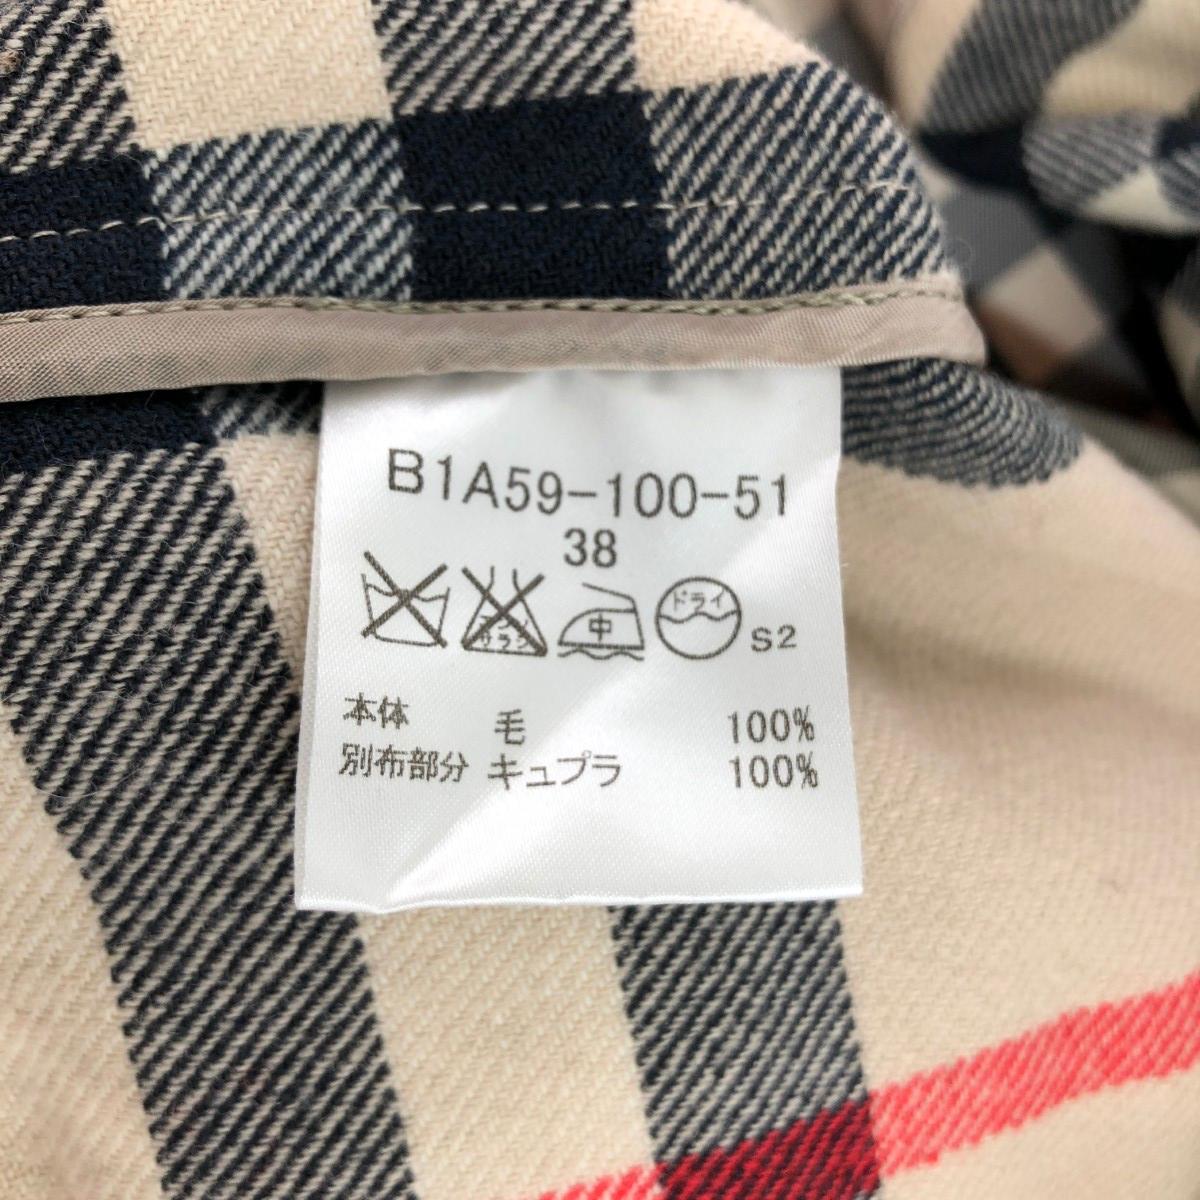 B1A59-100-51
38
中 ドライ S2
本体 毛 100%
別布部分 キュプラ 100%